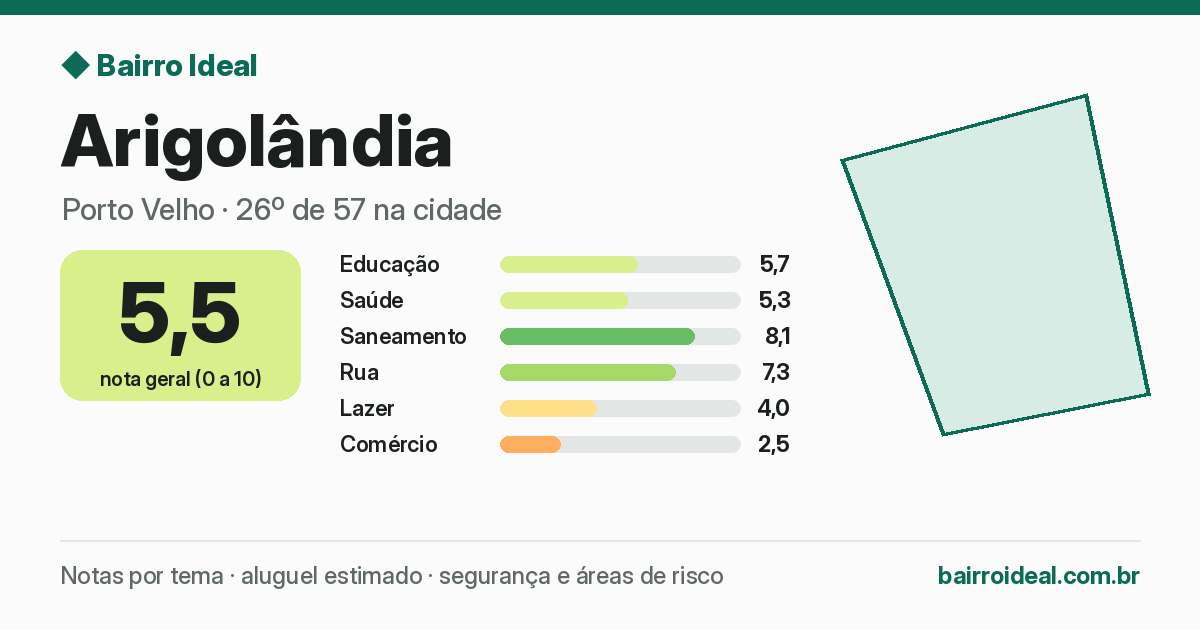 Bairro Ideal
Arigolândia
Porto Velho · 26º de 57 na cidade
5,5
nota geral (0 a 10)
Educação 5,7
Saúde 5,3
Saneamento 8,1
Rua 7,3
Lazer 4,0
Comércio 2,5
Notas por tema · aluguel estimado · segurança e áreas de risco
bairroideal.com.br